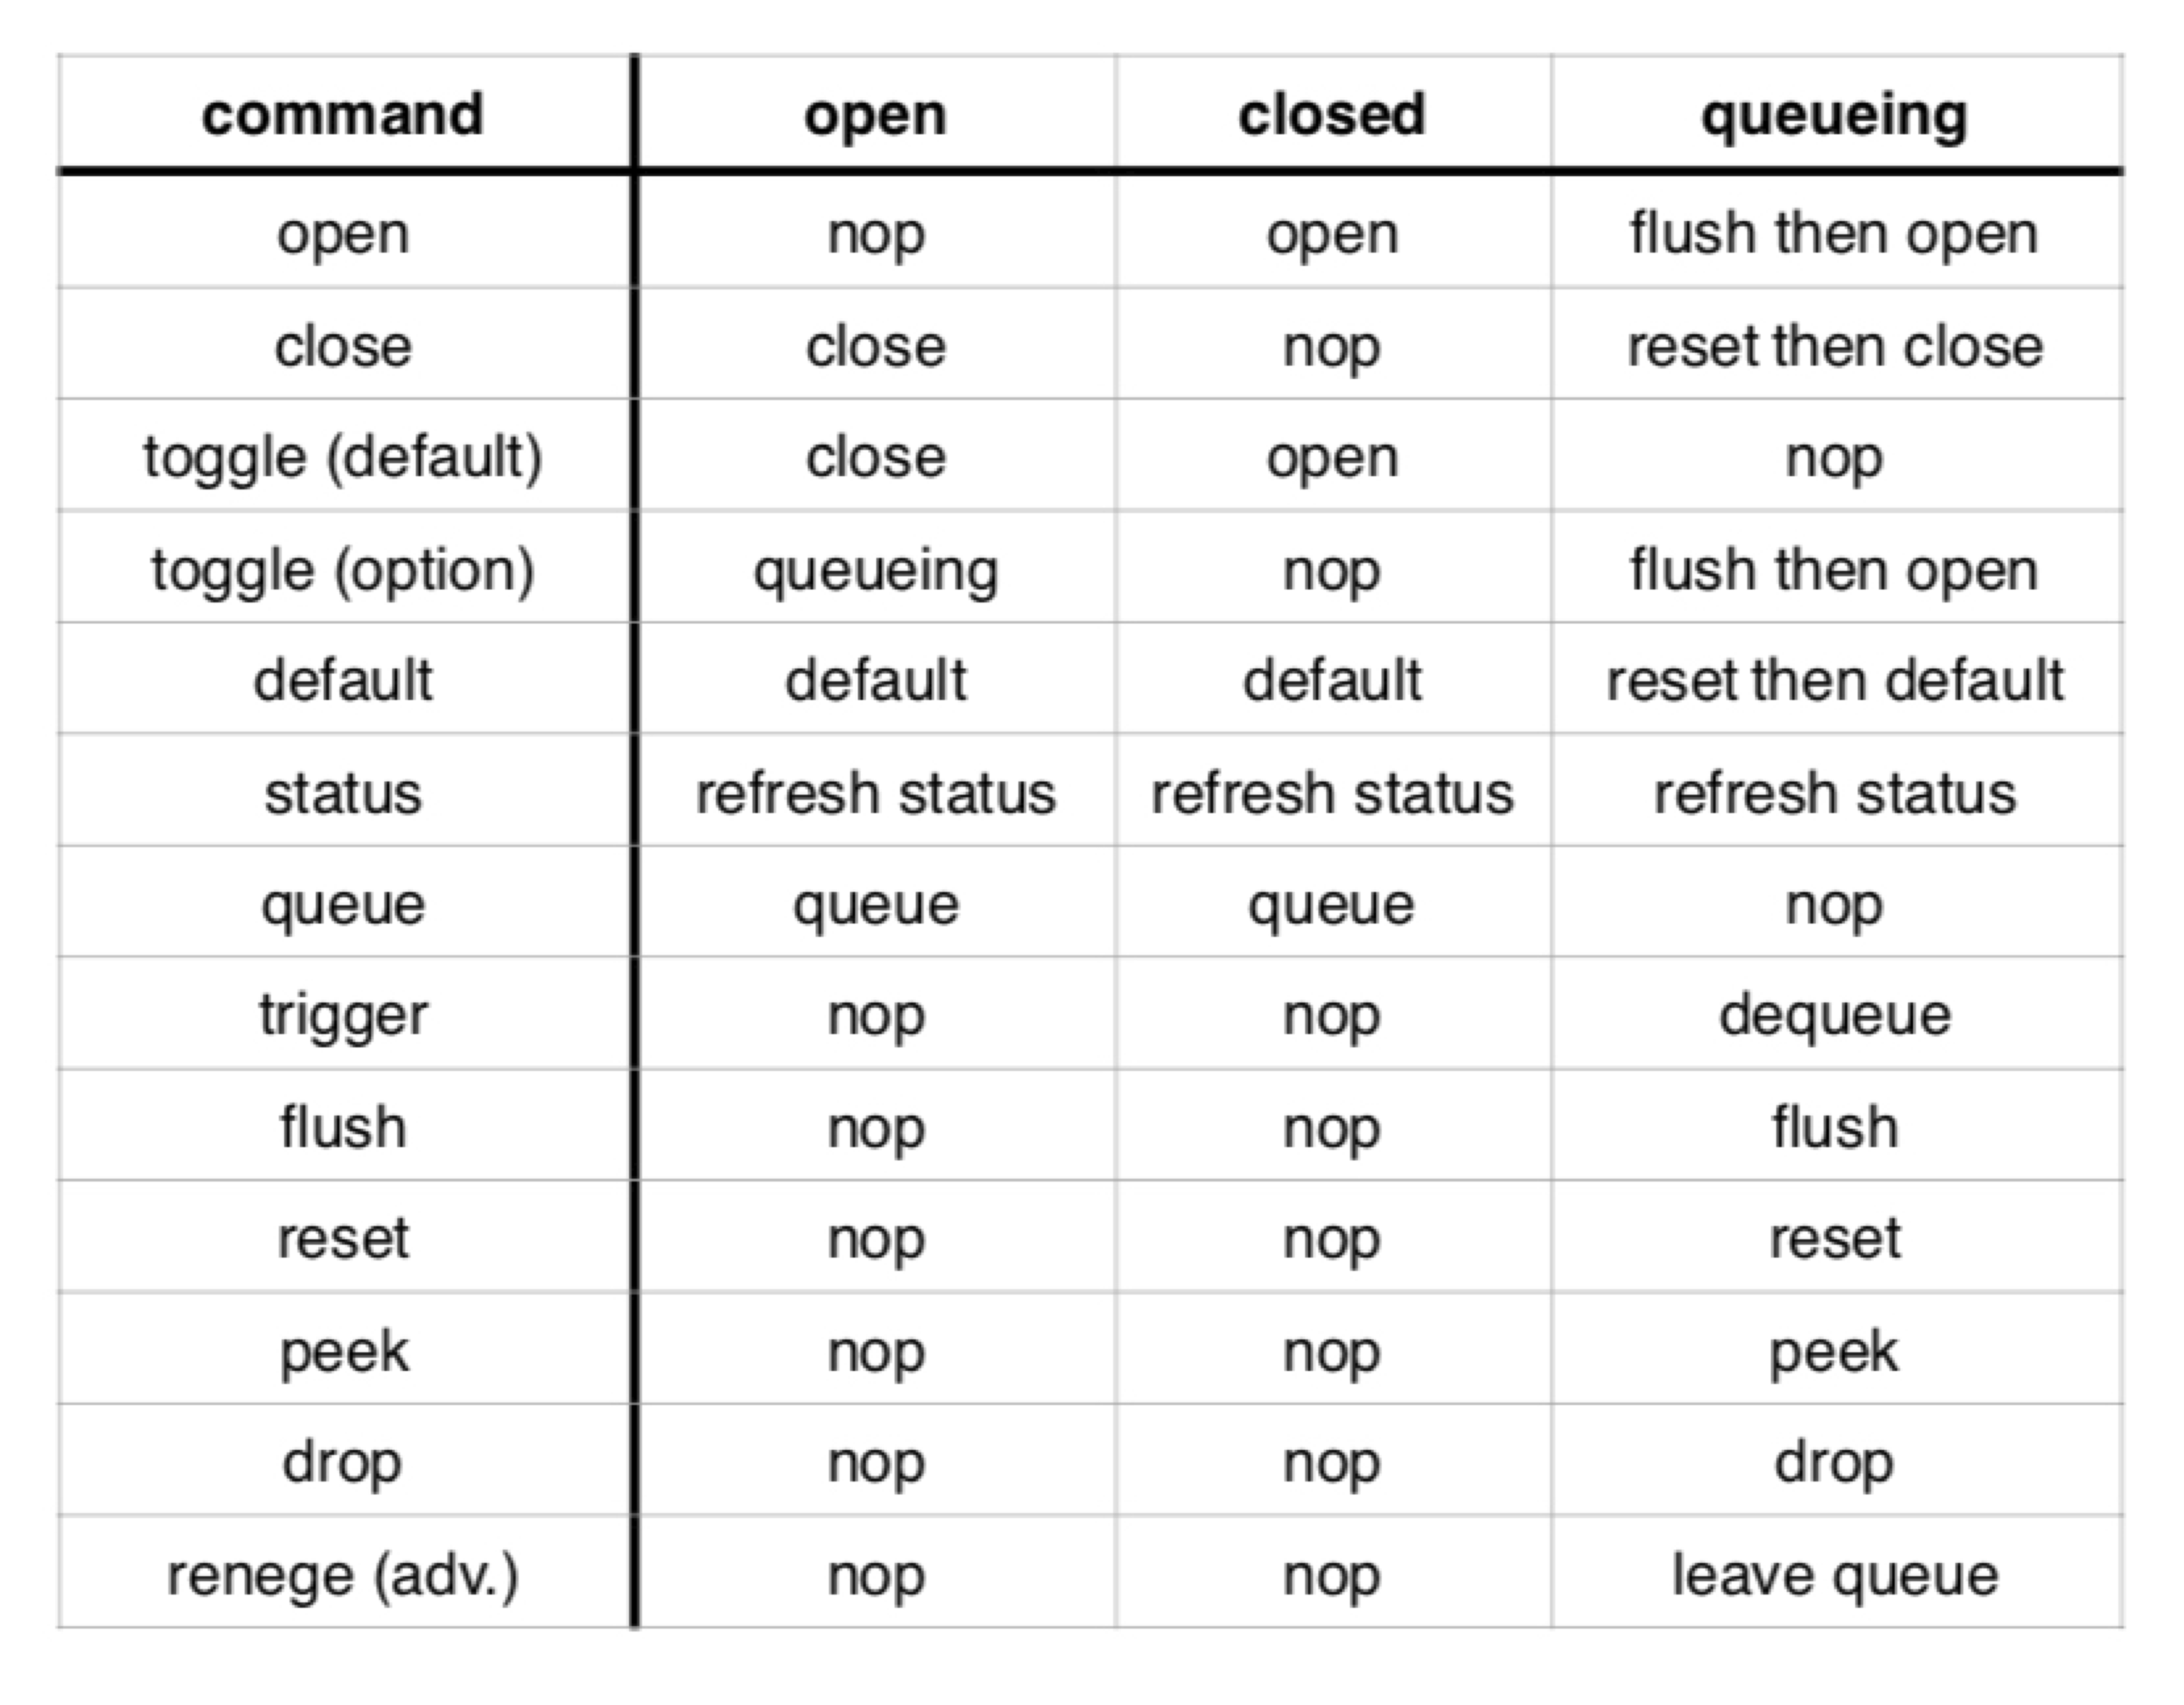 command open closed queueing
open nop open flush then open
close close nop reset then close
toggle (default) close open nop
toggle (option) queueing nop flush then open
default default default reset then default
status refresh status refresh status refresh status
queue queue queue nop
trigger nop nop dequeue
flush nop nop flush
reset nop nop reset
peek nop nop peek
drop nop nop drop
renege (adv.) nop nop leave queue